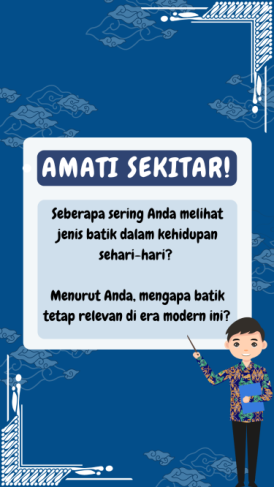 AMATI SEKITAR!
Seberapa sering Anda melihat
jenis batik dalam kehidupan
sehari-hari?
Menurut Anda, mengapa batik
tetap relevan di era modern ini?